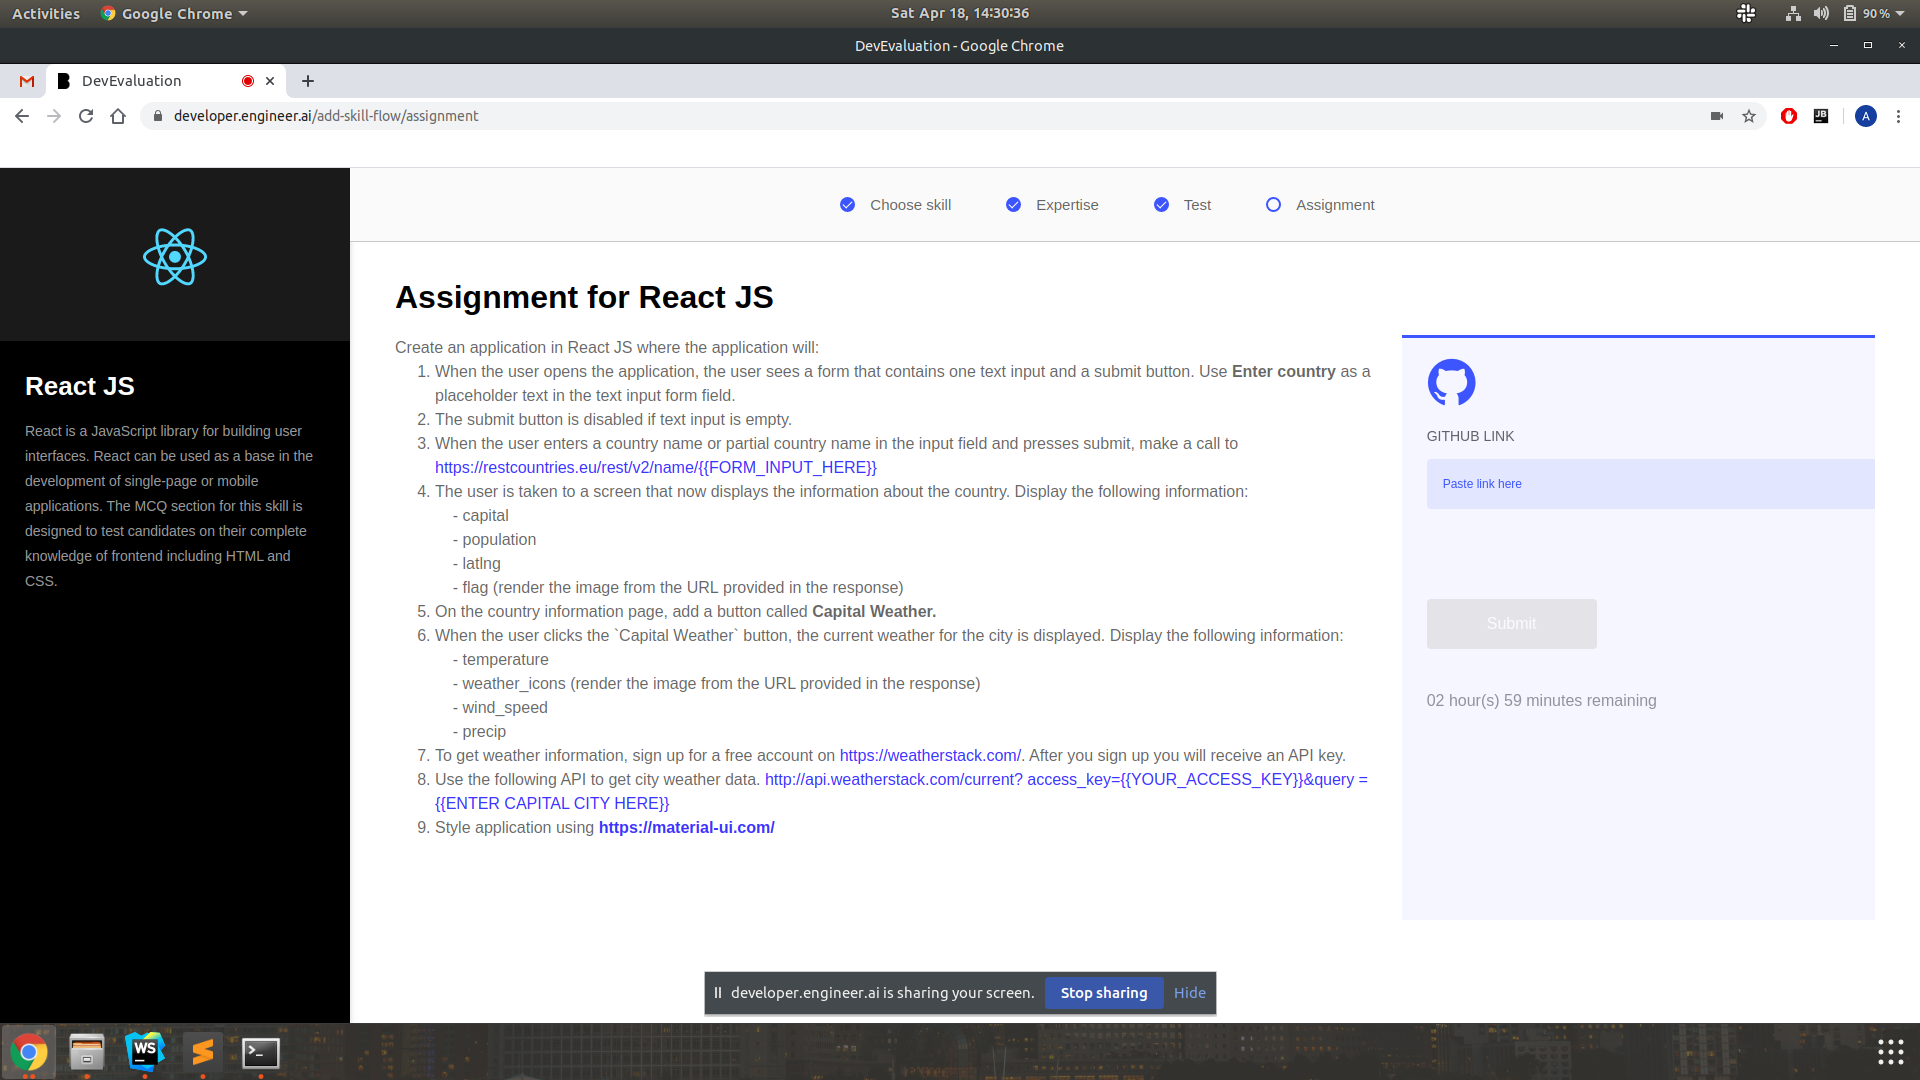 Activities
Google Chrome
Sat Apr 18, 14:30:36
90 %
DevEvaluation - Google Chrome
DevEvaluation
developer.engineer.ai/add-skill-flow/assignment
JB
A
Choose skill
Expertise
Test
Assignment
React JS
React is a JavaScript library for building user
interfaces. React can be used as a base in the
development of single-page or mobile
applications. The MCQ section for this skill is
designed to test candidates on their complete
knowledge of frontend including HTML and
CSS.
Assignment for React JS
Create an application in React JS where the application will:
1. When the user opens the application, the user sees a form that contains one text input and a submit button. Use Enter country as a
placeholder text in the text input form field.
2. The submit button is disabled if text input is empty.
3. When the user enters a country name or partial country name in the input field and presses submit, make a call to
https://restcountries.eu/rest/v2/name/{{FORM_INPUT_HERE}}
4. The user is taken to a screen that now displays the information about the country. Display the following information:
- capital
- population
- latlng
- flag (render the image from the URL provided in the response)
5. On the country information page, add a button called Capital Weather.
6. When the user clicks the `Capital Weather` button, the current weather for the city is displayed. Display the following information:
- temperature
- weather_icons (render the image from the URL provided in the response)
- wind_speed
- precip
7. To get weather information, sign up for a free account on https://weatherstack.com/. After you sign up you will receive an API key.
8. Use the following API to get city weather data. http://api.weatherstack.com/current? access_key={{YOUR_ACCESS_KEY}}&query =
{{ENTER CAPITAL CITY HERE}}
9. Style application using https://material-ui.com/
GITHUB LINK
Paste link here
Submit
02 hour(s) 59 minutes remaining
developer.engineer.ai is sharing your screen.
Stop sharing
Hide
WS